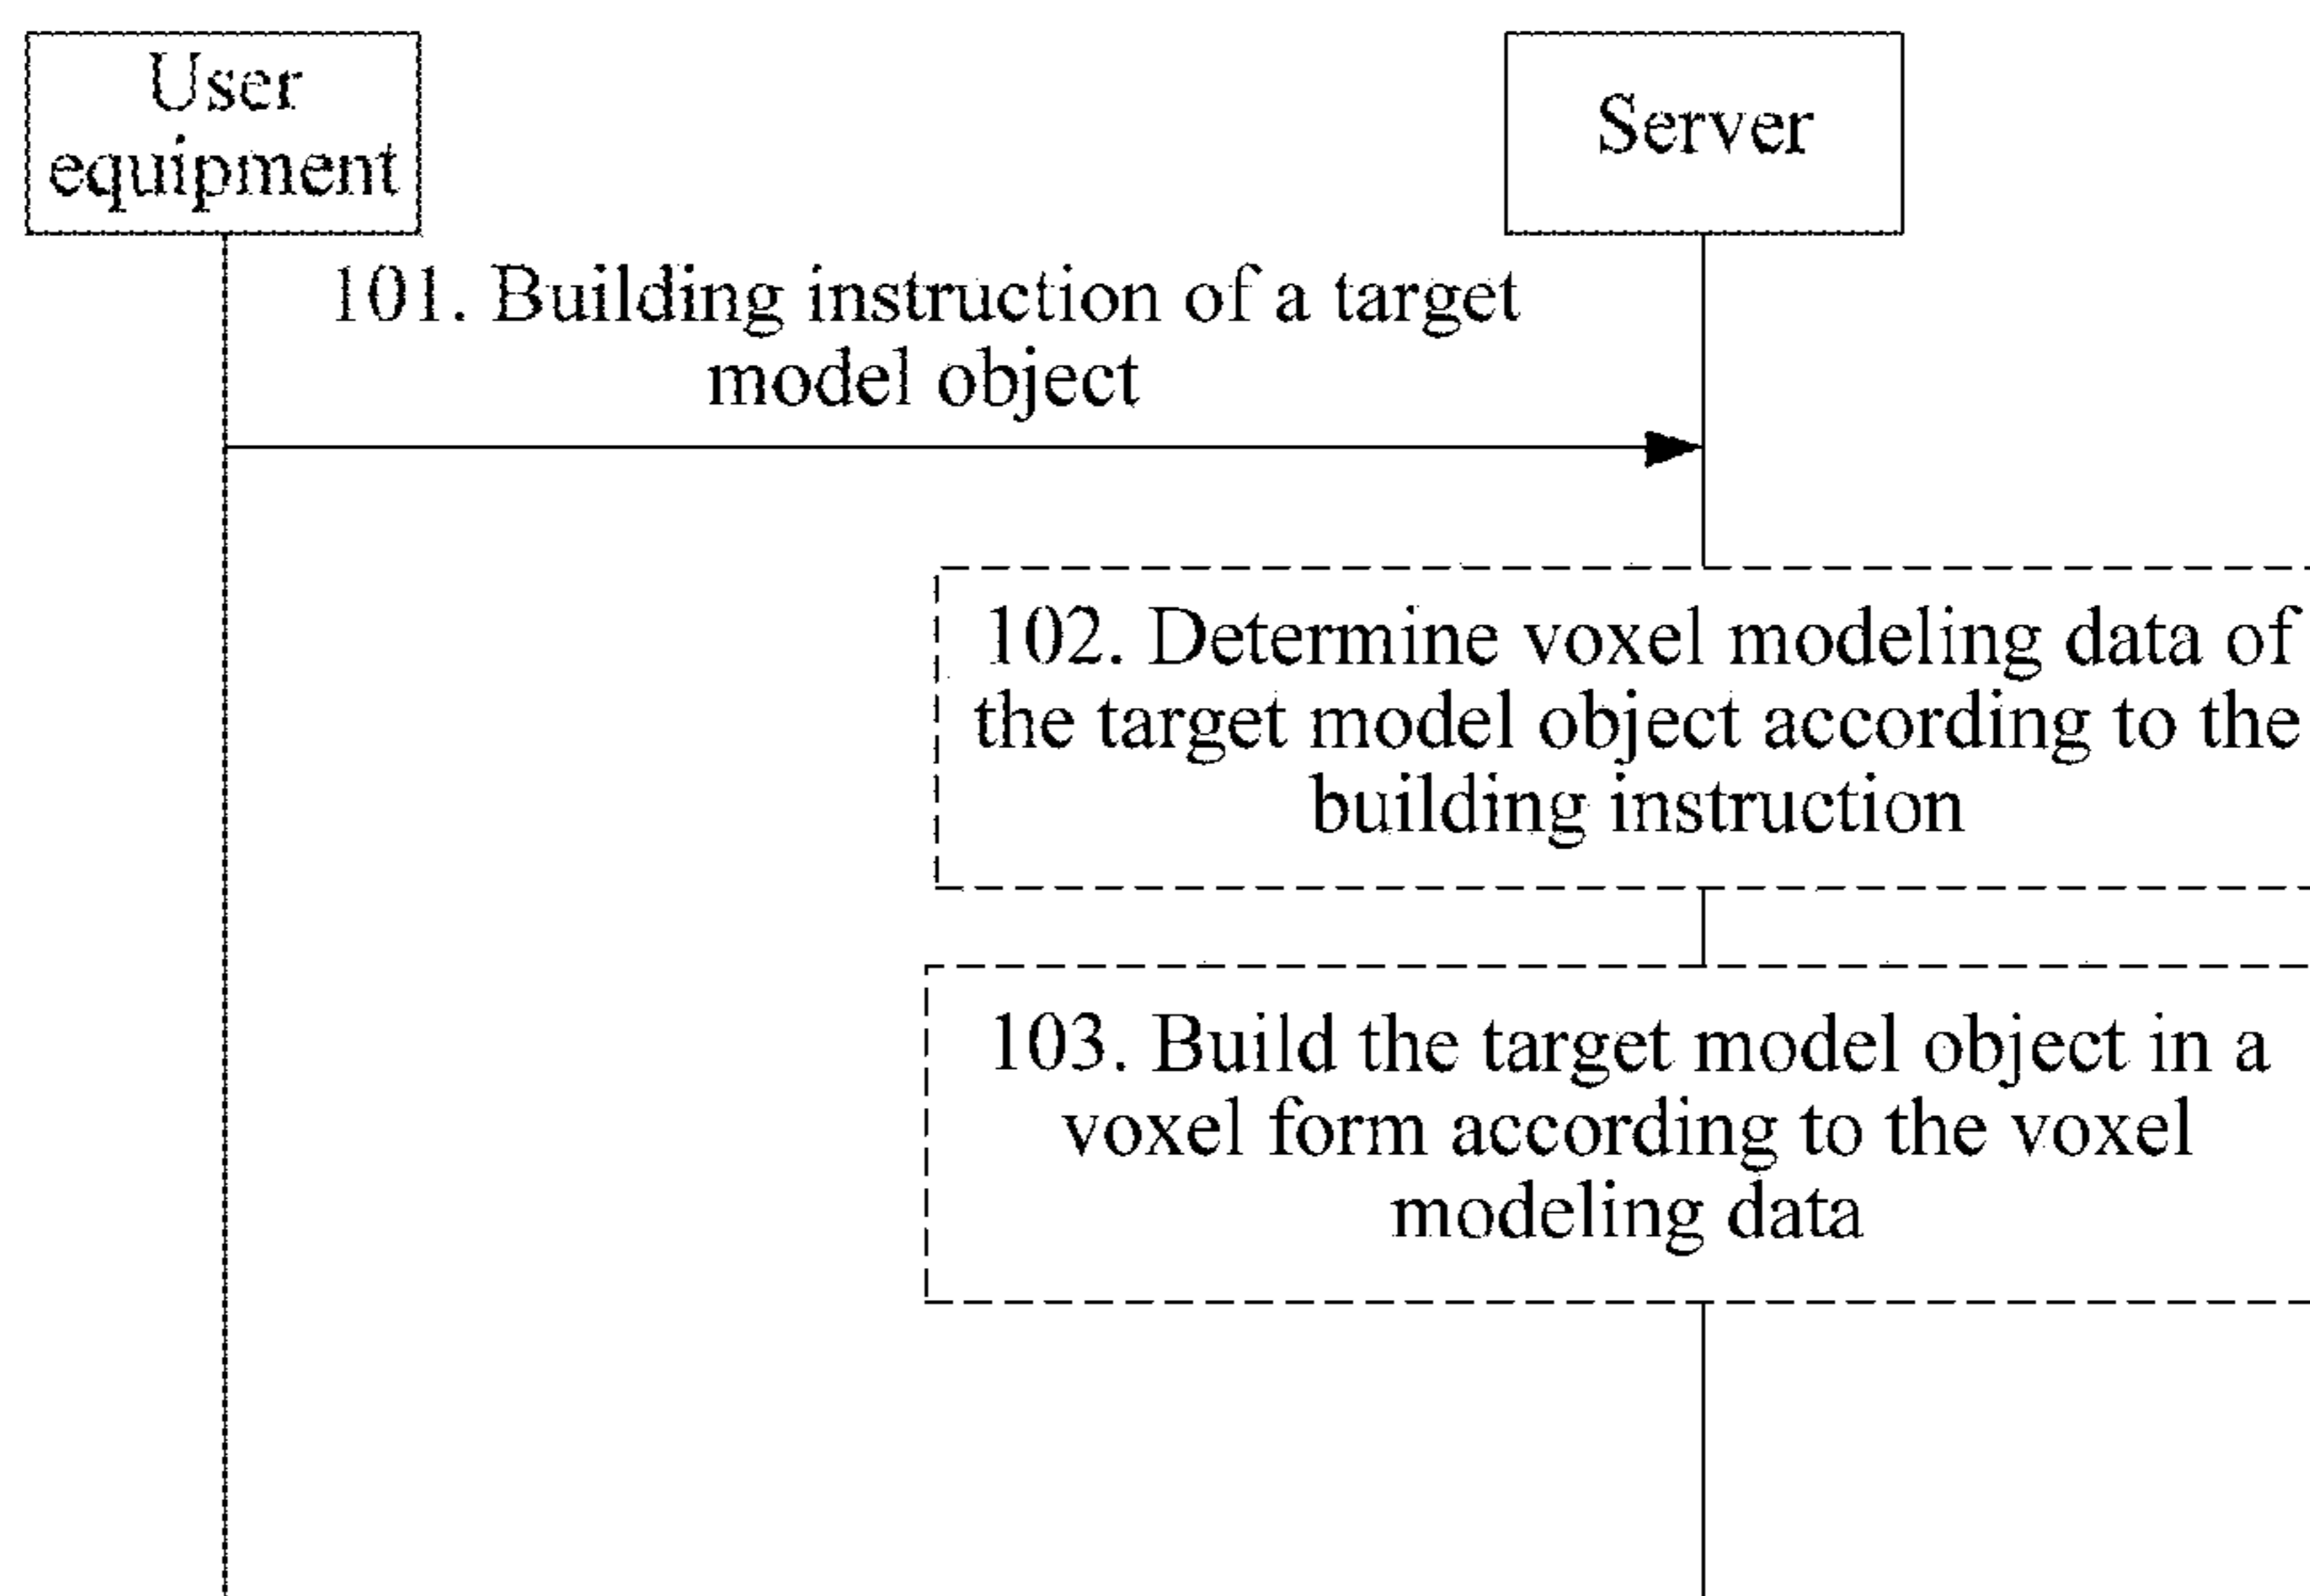 User
equipment
Server
101. Building instruction of a target
model object
102. Determine voxel modeling data of
the target model object according to the
building instruction
103. Build the target model object in a
voxel form according to the voxel
modeling data